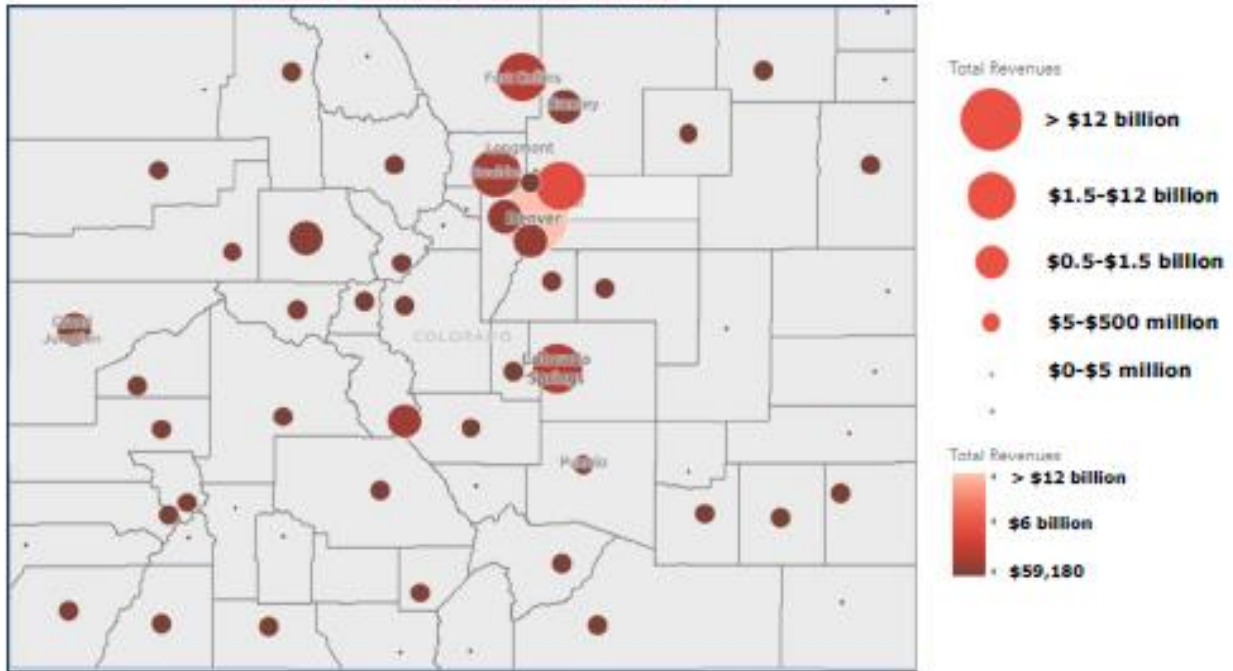 Fort Collins
Greeley
Longmont
Boulder
Denver
Grand
Junction
COLORADO
Colorado
Springs
Pueblo
Total Revenues
> $12 billion
$1.5-$12 billion
$0.5-$1.5 billion
$5-$500 million
$0-$5 million
Total Revenues
> $12 billion
$6 billion
$59,180